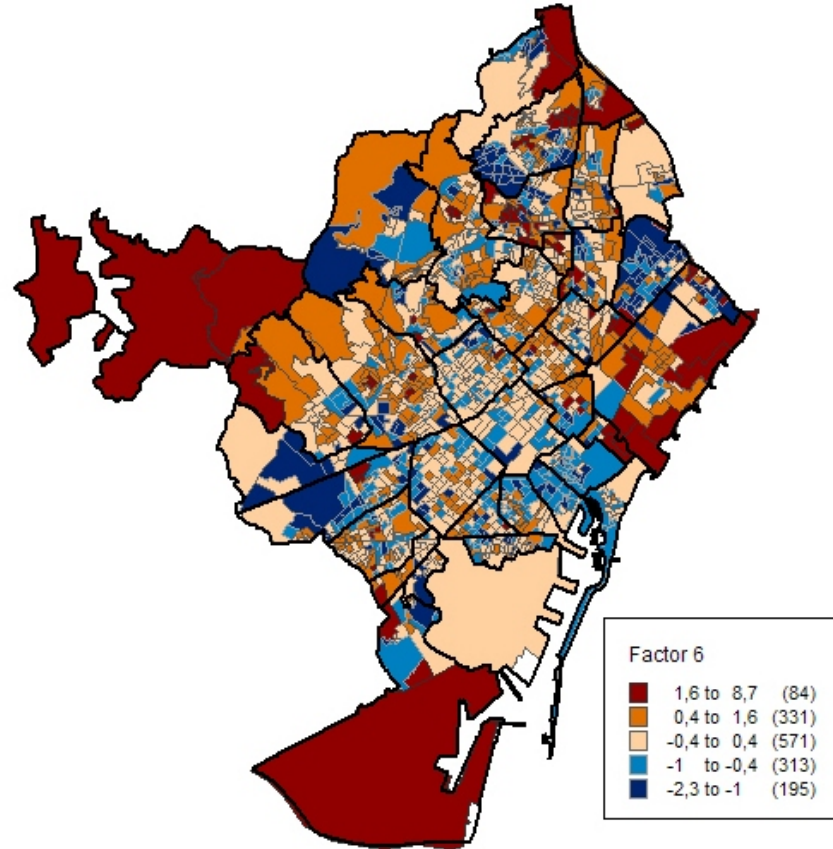 Factor 6
1,6 to 8,7 (84)
0,4 to 1,6 (331)
-0,4 to 0,4 (571)
-1 to -0,4 (313)
-2,3 to -1 (195)